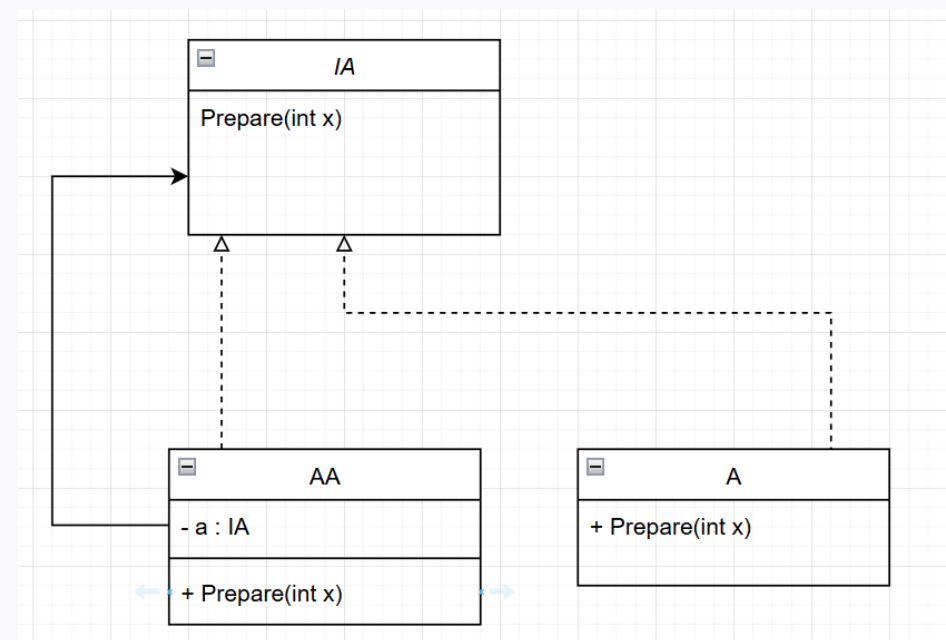 IA
Prepare(int x)
AA
- a : IA
+ Prepare(int x)
A
+ Prepare(int x)